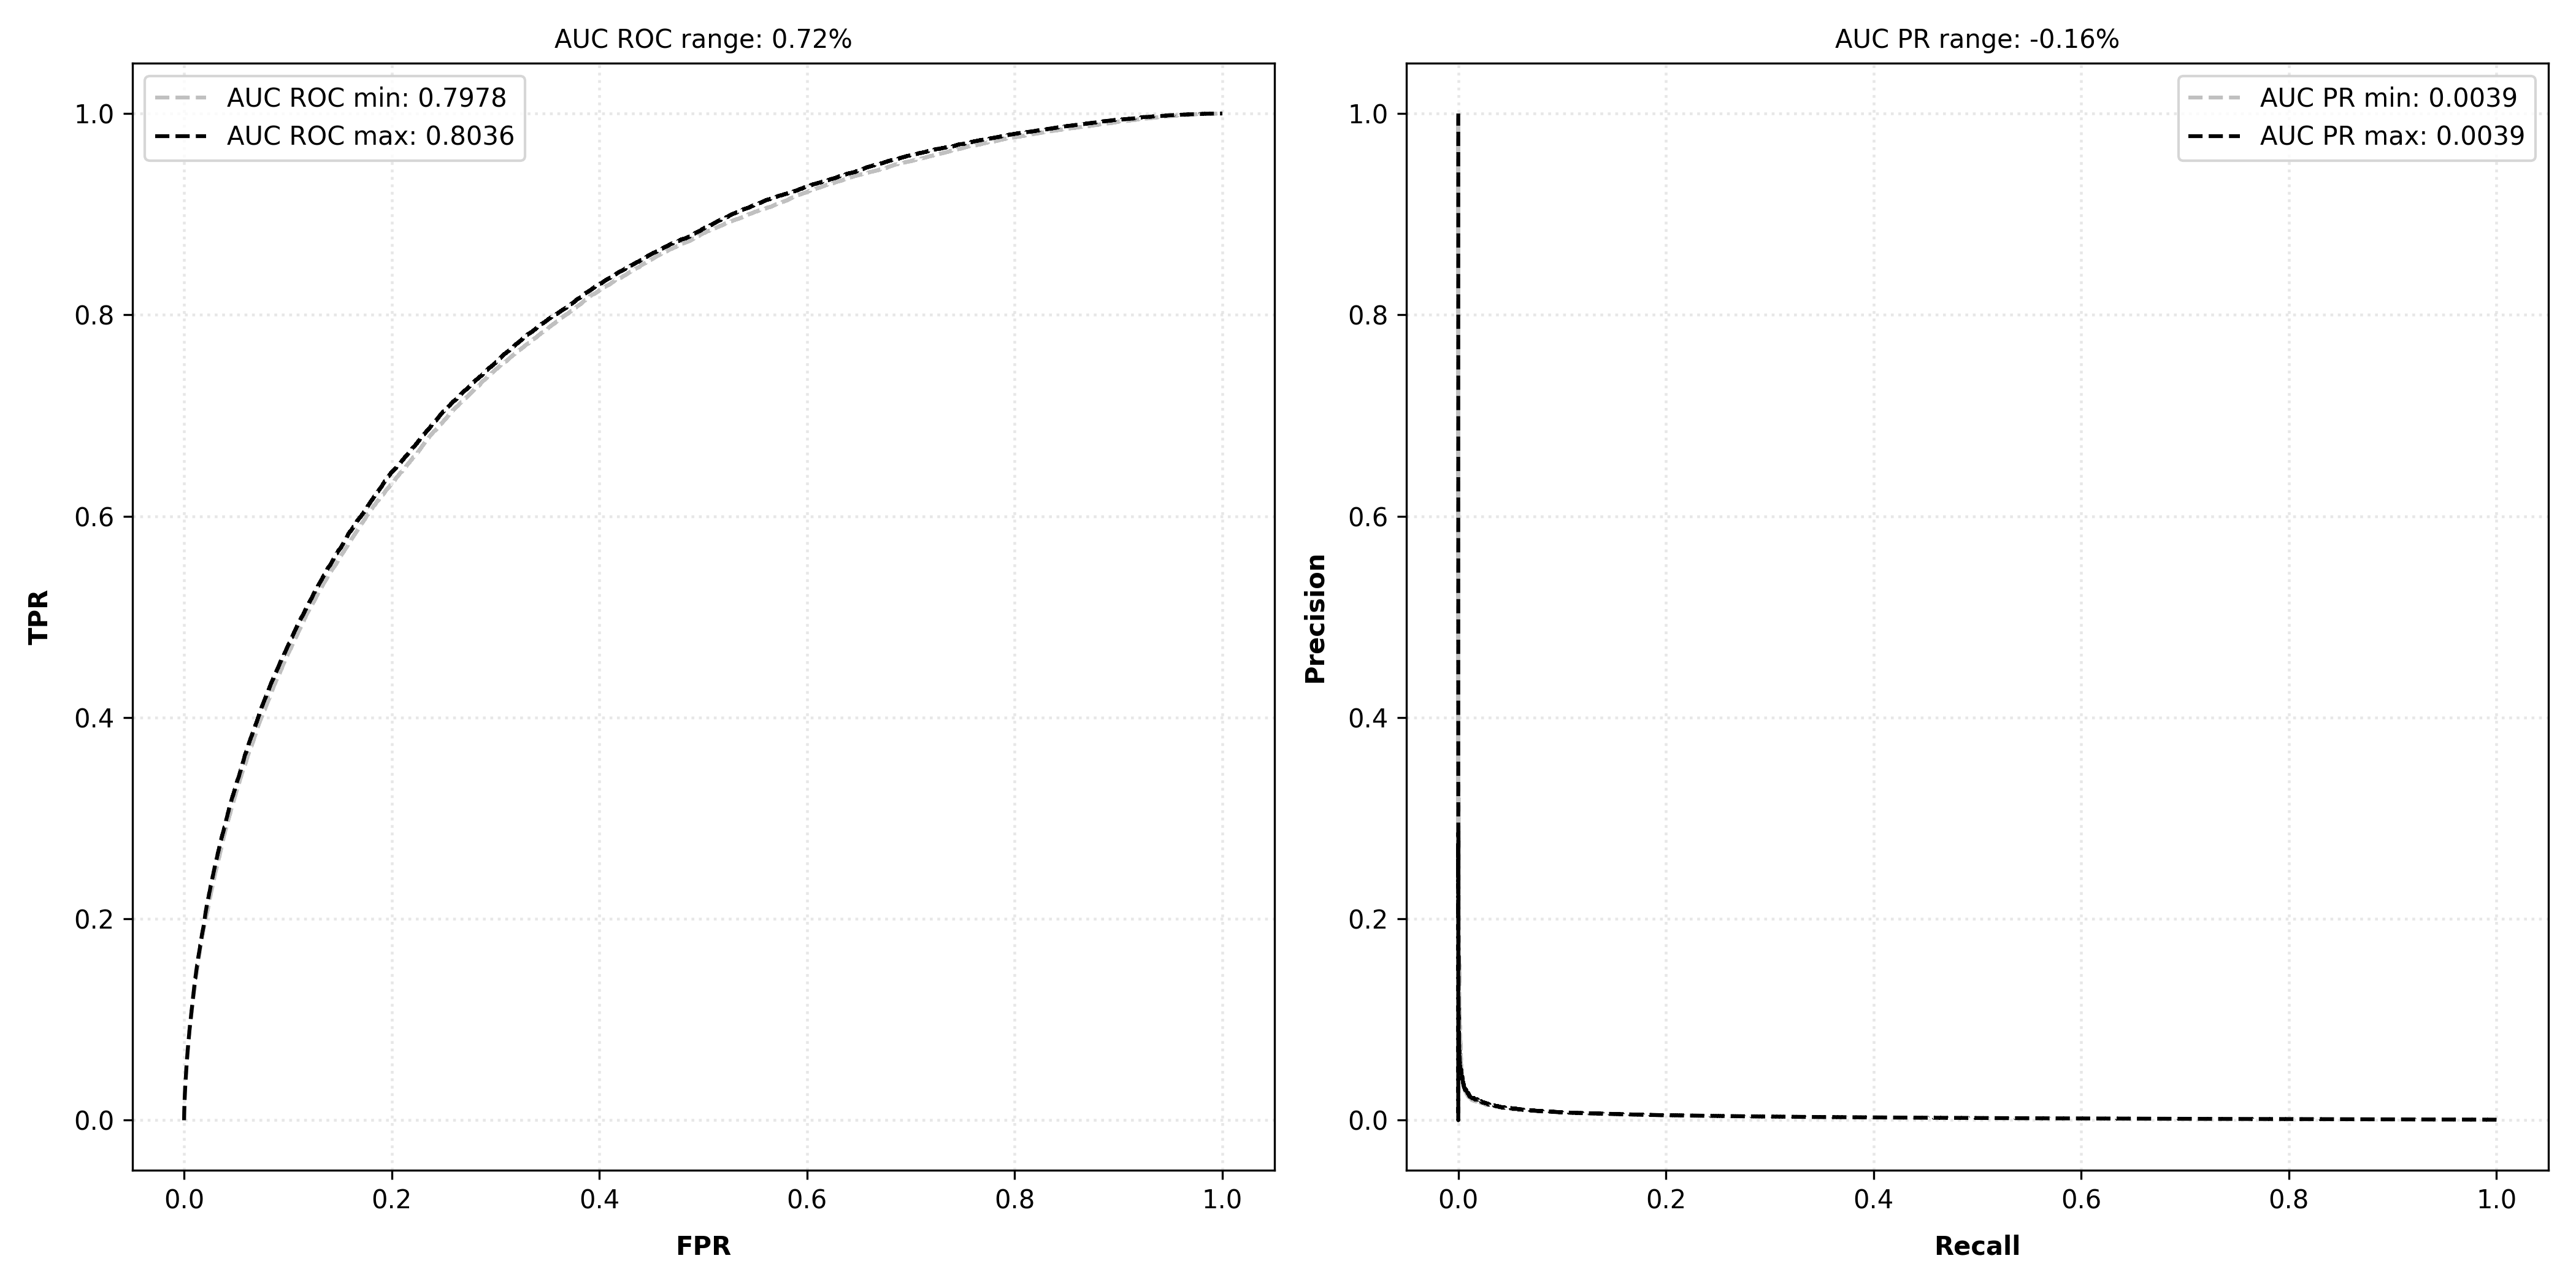 AUC ROC range: 0.72%
AUC ROC min: 0.7978
AUC ROC max: 0.8036
1.0
0.8
0.6
0.4
0.2
0.0
TPR
0.0 0.2 0.4 0.6 0.8 1.0
FPR
AUC PR range: -0.16%
AUC PR min: 0.0039
AUC PR max: 0.0039
1.0
0.8
0.6
0.4
0.2
0.0
Precision
0.0 0.2 0.4 0.6 0.8 1.0
Recall